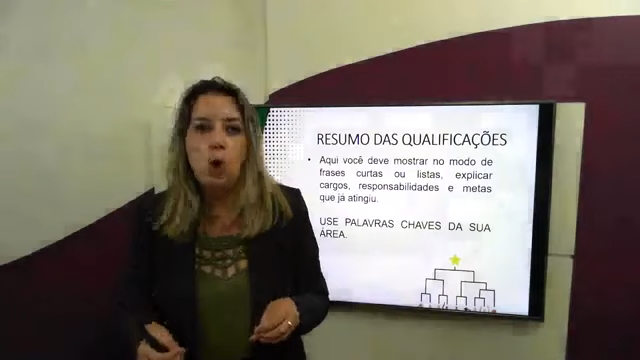 RESUMO DAS QUALIFICAÇÕES
• Aqui você deve mostrar no modo de
frases curtas ou listas, explicar
cargos, responsabilidades e metas
que já atingiu.
USE PALAVRAS CHAVES DA SUA
ÁREA.